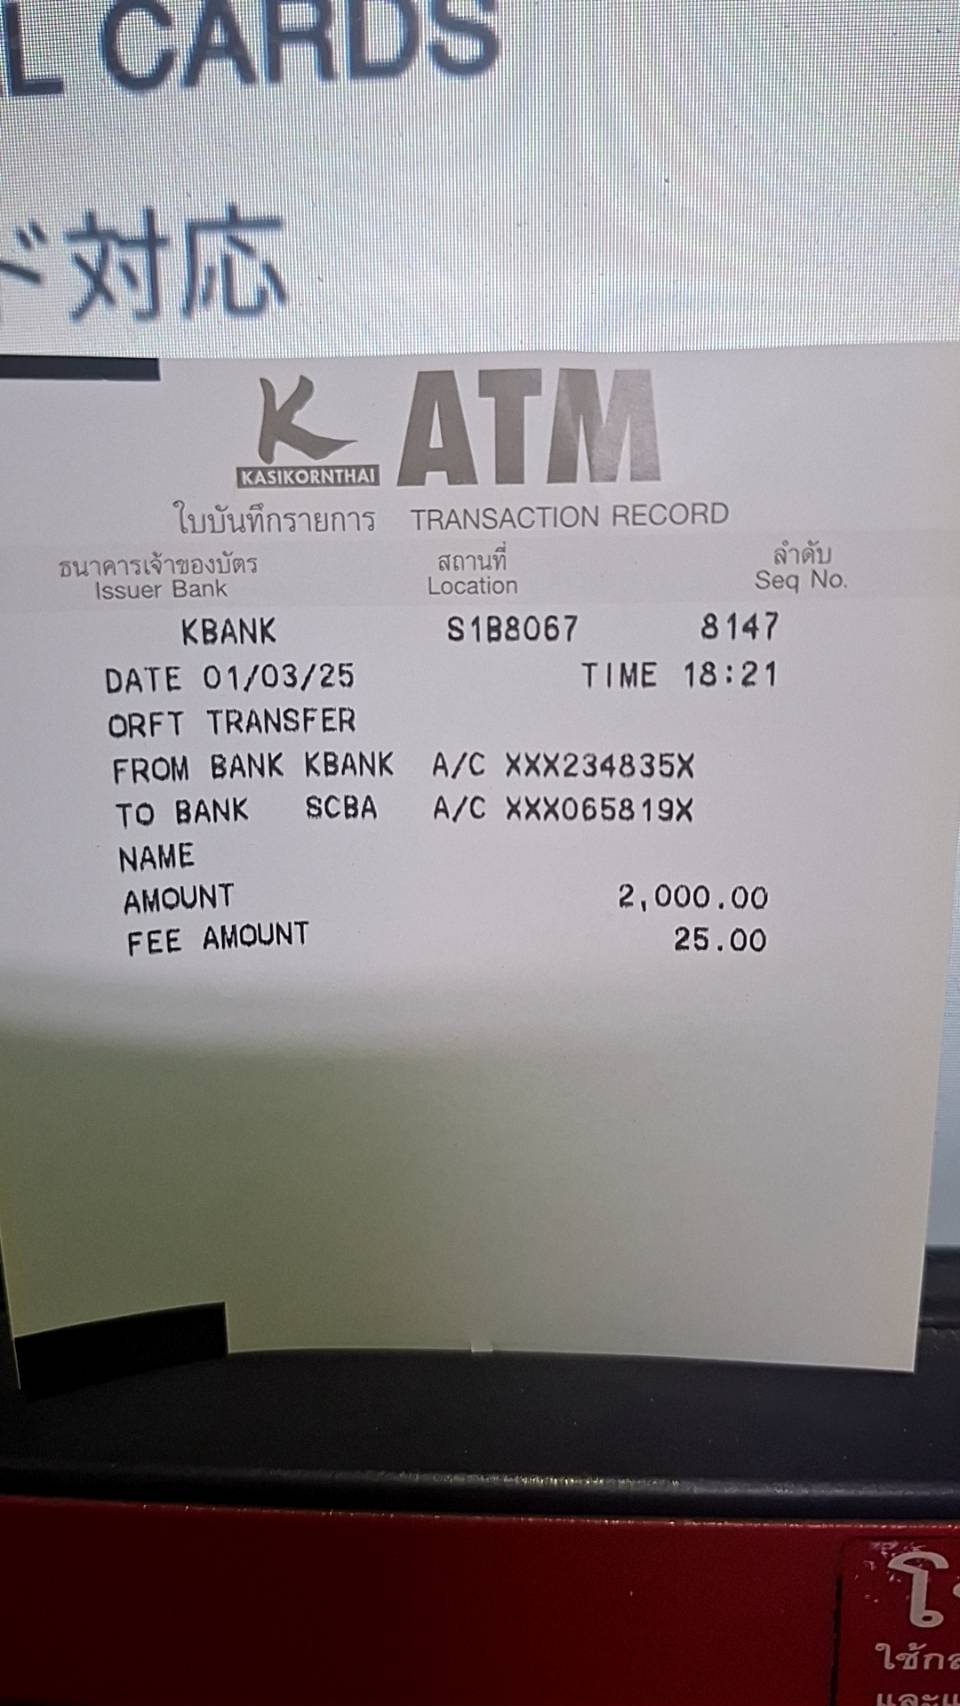 L CARDS
ド対応
K ATM
KASIKORNTHAI
ใบบันทึกรายการ TRANSACTION RECORD
ธนาคารเจ้าของบัตร สถานที่ ลำดับ
Issuer Bank Location Seq No.
KBANK S1B8067 8147
DATE 01/03/25 TIME 18:21
ORFT TRANSFER
FROM BANK KBANK A/C XXX234835X
TO BANK SCBA A/C XXX065819X
NAME
AMOUNT 2,000.00
FEE AMOUNT 25.00
ใช้ก